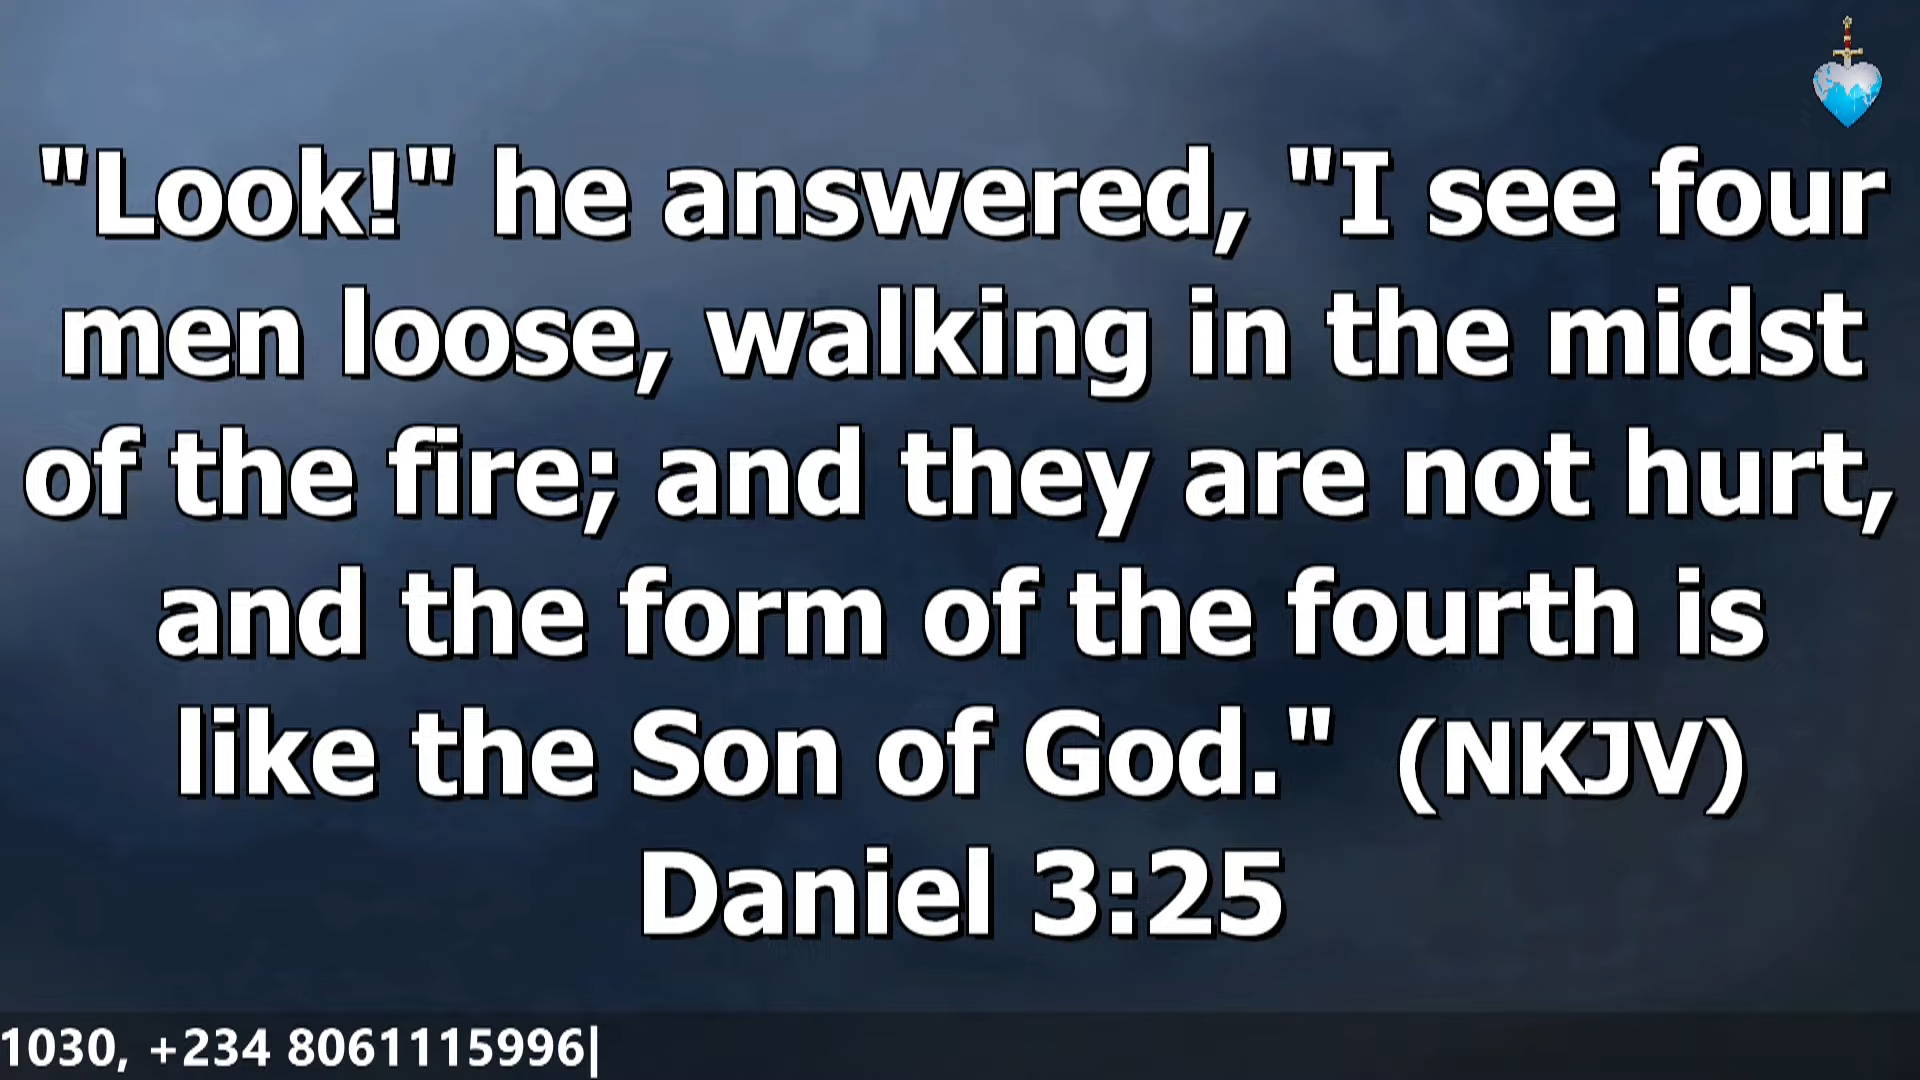 "Look!" he answered, "I see four
men loose, walking in the midst
of the fire; and they are not hurt,
and the form of the fourth is
like the Son of God."  (NKJV)
Daniel 3:25
1030, +234 8061115996|